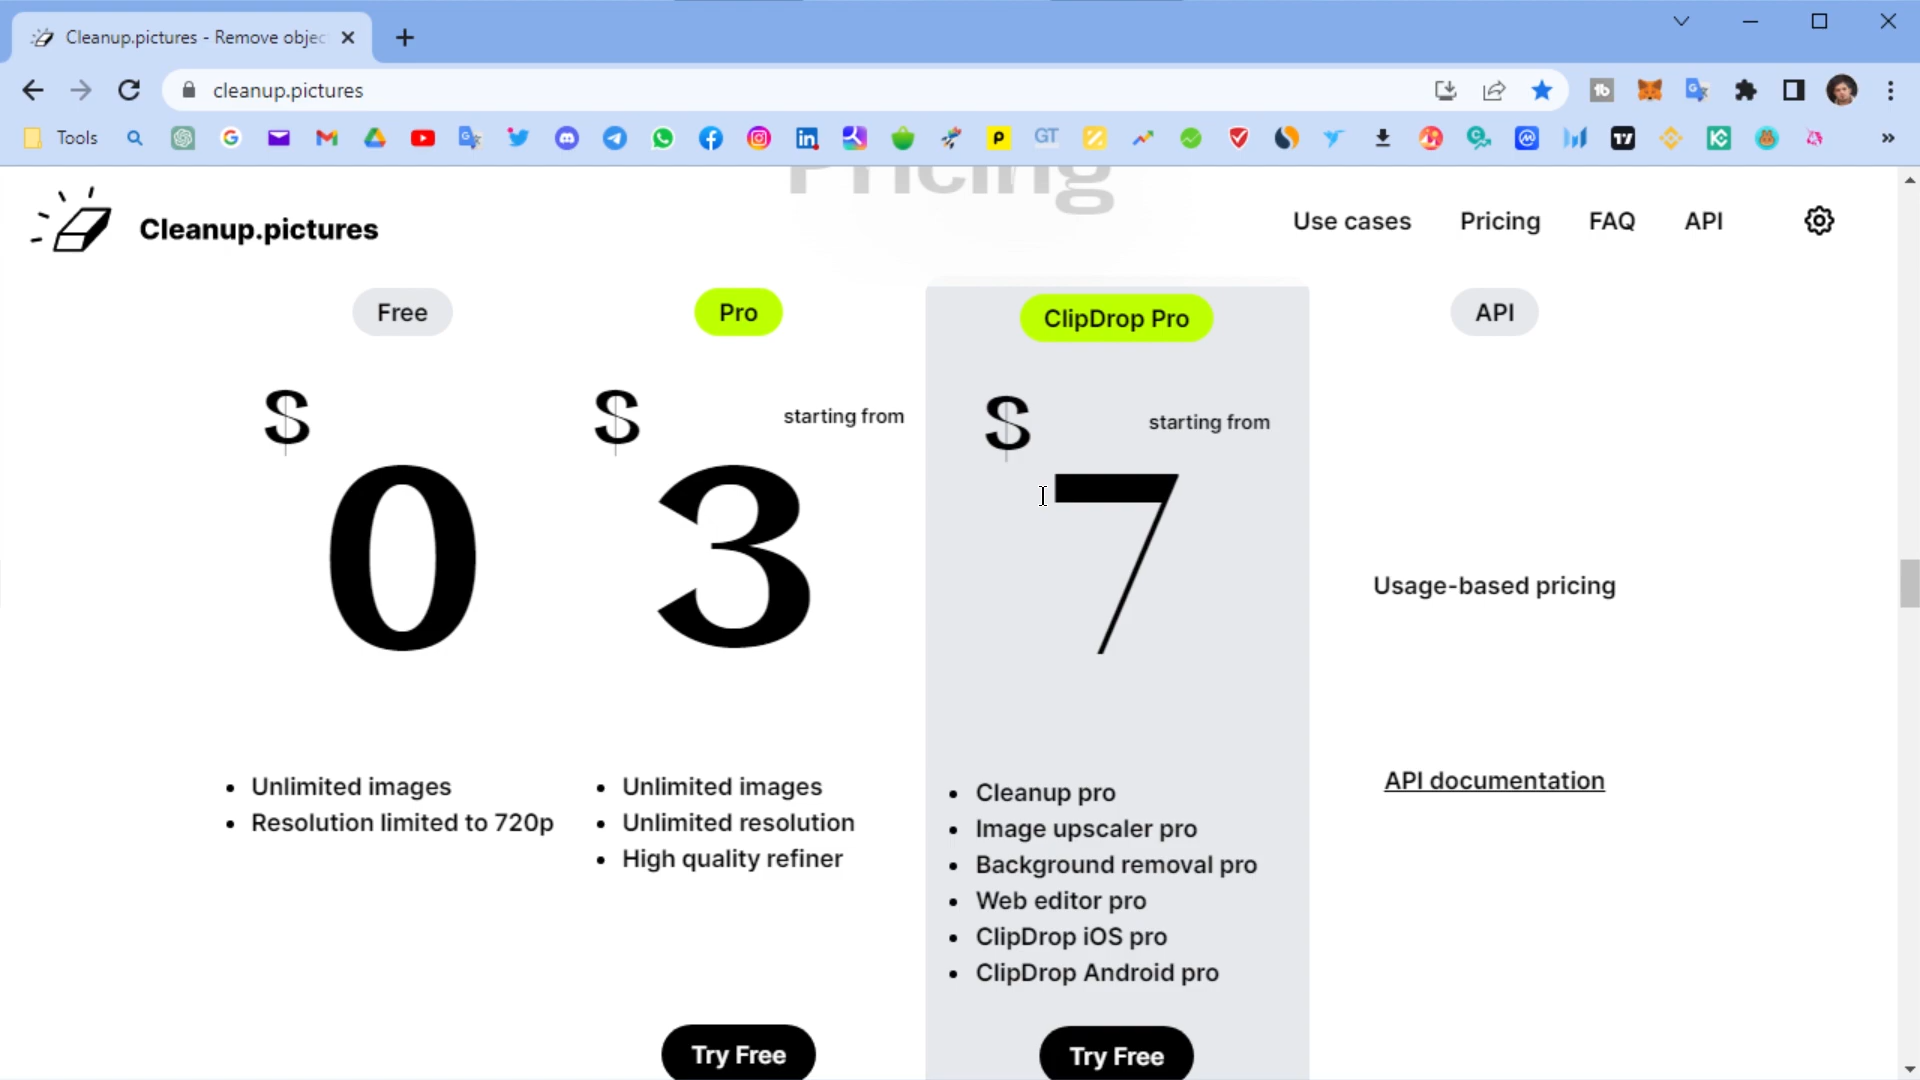 Cleanup.pictures - Remove objec
cleanup.pictures
Tools
Pricing
Cleanup.pictures
Use cases
Pricing
FAQ
API
Free
Pro
ClipDrop Pro
API
$
$
starting from
$
starting from
0
3
7
Usage-based pricing
Unlimited images
Resolution limited to 720p
Unlimited images
Unlimited resolution
High quality refiner
Cleanup pro
Image upscaler pro
Background removal pro
Web editor pro
ClipDrop iOS pro
ClipDrop Android pro
API documentation
Try Free
Try Free